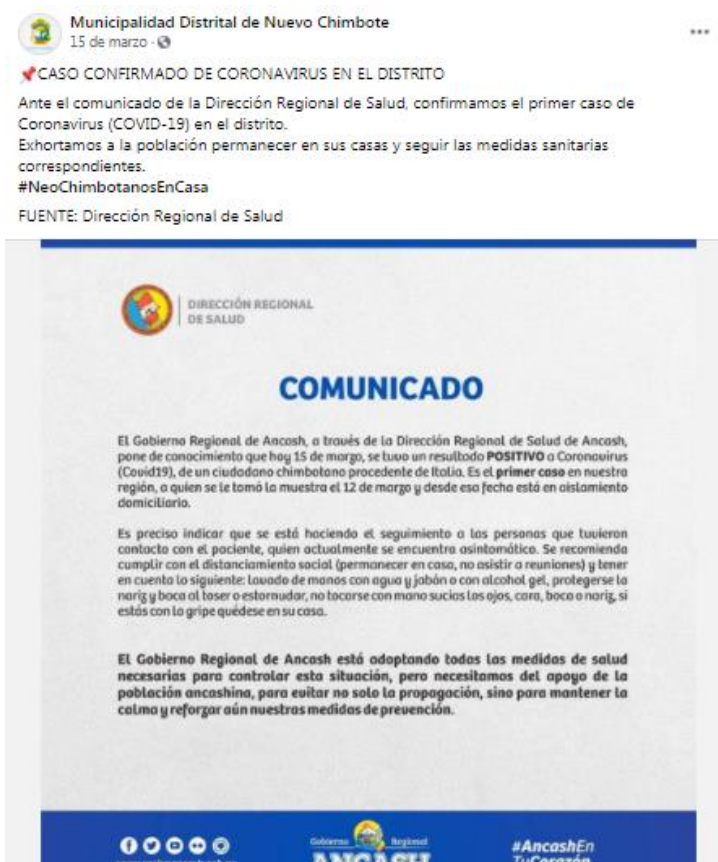 Municipalidad Distrital de Nuevo Chimbote
15 de marzo ·
CASO CONFIRMADO DE CORONAVIRUS EN EL DISTRITO
Ante el comunicado de la Dirección Regional de Salud, confirmamos el primer caso de
Coronavirus (COVID-19) en el distrito.
Exhortamos a la población permanecer en sus casas y seguir las medidas sanitarias
correspondientes.
#NeoChimbotanosEnCasa
FUENTE: Dirección Regional de Salud
DIRECCIÓN REGIONAL
DE SALUD
COMUNICADO
El Gobierno Regional de Ancash, a través de la Dirección Regional de Salud de Ancash,
pone de conocimiento que hoy 15 de marzo, se tuvo un resultado POSITIVO a Coronavirus
(Covid19), de un ciudadano chimbotano procedente de Italia. Es el primer caso en nuestra
región, a quien se le tomó la muestra el 12 de marzo y desde esa fecha está en aislamiento
domiciliario.
Es preciso indicar que se está haciendo el seguimiento a las personas que tuvieron
contacto con el paciente, quien actualmente se encuentra asintomático. Se recomienda
cumplir con el distanciamiento social (permanecer en casa, no asistir a reuniones) y tener
en cuenta lo siguiente: lavado de manos con agua y jabón o con alcohol gel, protegerse la
nariz y boca al toser o estornudar, no tocarse con mano sucias los ojos, cara, boca o nariz, si
estás con la gripe quédese en su casa.
El Gobierno Regional de Ancash está adoptando todas las medidas de salud
necesarias para controlar esta situación, pero necesitamos del apoyo de la
población ancashina, para evitar no solo la propagación, sino para mantener la
calma y reforzar aún nuestras medidas de prevención.
Gobierno Regional
ANCASH
#AncashEn
TuCorazón